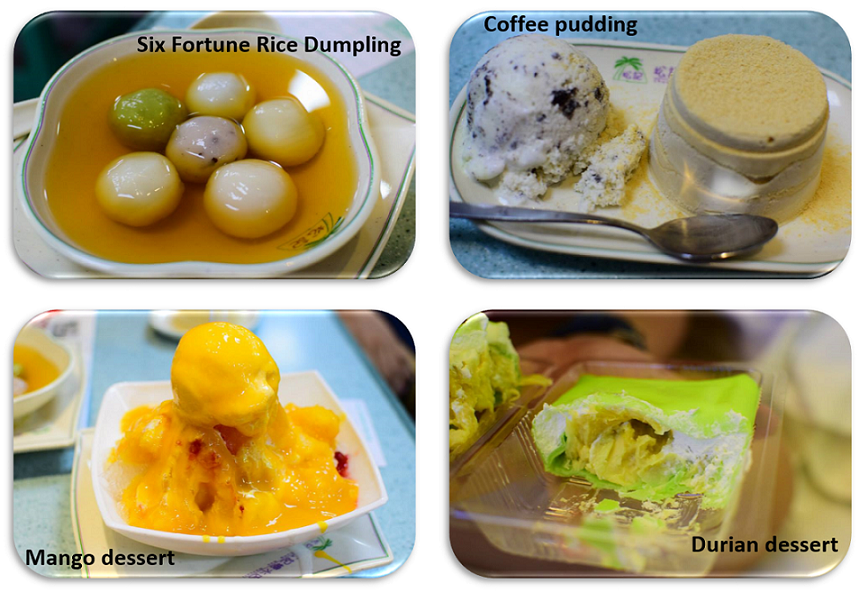 Six Fortune Rice Dumpling
Coffee pudding
Mango dessert
Durian dessert